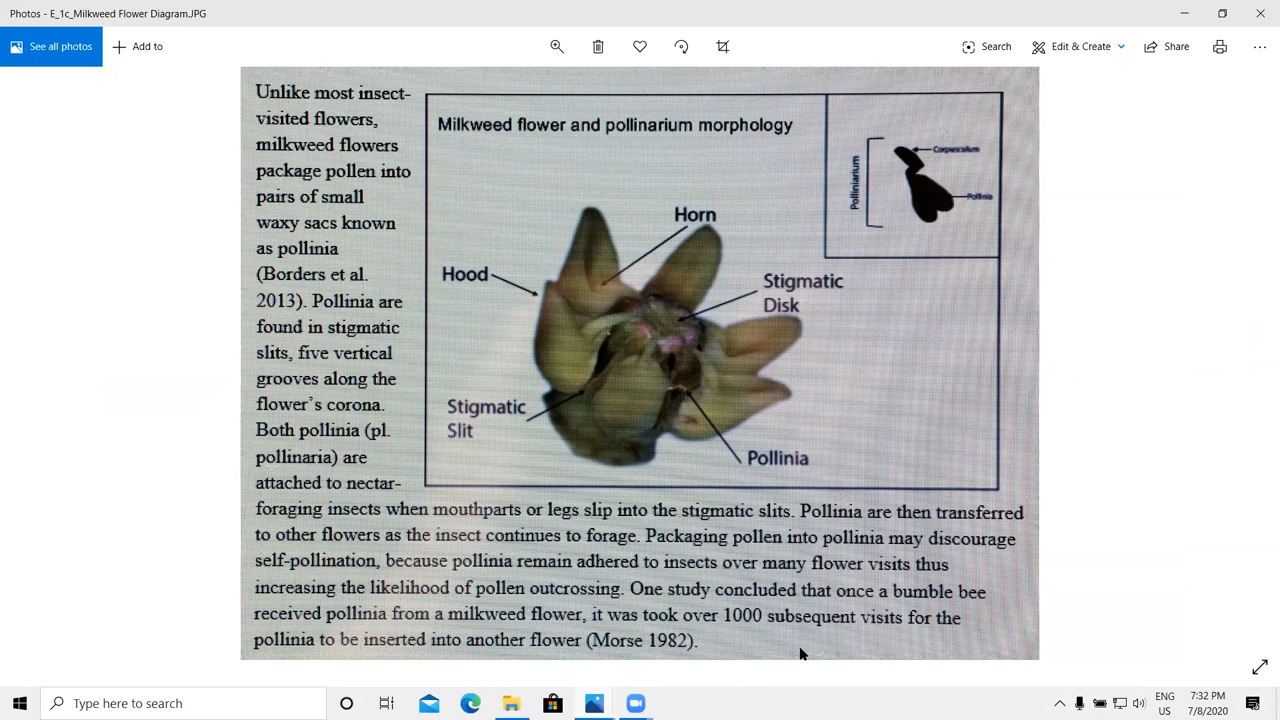 Photos - E_1c_Milkweed Flower Diagram.JPG
See all photos
Add to
Search
Edit & Create
Share
Unlike most insect-
visited flowers,
milkweed flowers
package pollen into
pairs of small
waxy sacs known
as pollinia
(Borders et al.
2013). Pollinia are
found in stigmatic
slits, five vertical
grooves along the
flower's corona.
Both pollinia (pl.
pollinaria) are
attached to nectar-
foraging insects when mouthparts or legs slip into the stigmatic slits. Pollinia are then transferred
to other flowers as the insect continues to forage. Packaging pollen into pollinia may discourage
self-pollination, because pollinia remain adhered to insects over many flower visits thus
increasing the likelihood of pollen outcrossing. One study concluded that once a bumble bee
received pollinia from a milkweed flower, it was took over 1000 subsequent visits for the
pollinia to be inserted into another flower (Morse 1982).
Milkweed flower and pollinarium morphology
Polliniarium
Corpusculum
Pollinia
Horn
Hood
Stigmatic
Disk
Stigmatic
Slit
Pollinia
Type here to search
ENG
US
7:32 PM
7/8/2020